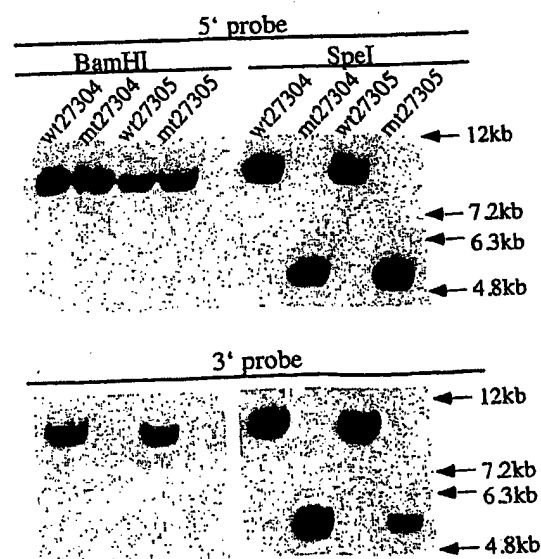 5‘ probe
BamHI SpeI
wt27304 mt27304 wt27305 mt27305 wt27304 mt27304 wt27305 mt27305
12kb
7.2kb
6.3kb
4.8kb
3‘ probe
12kb
7.2kb
6.3kb
4.8kb